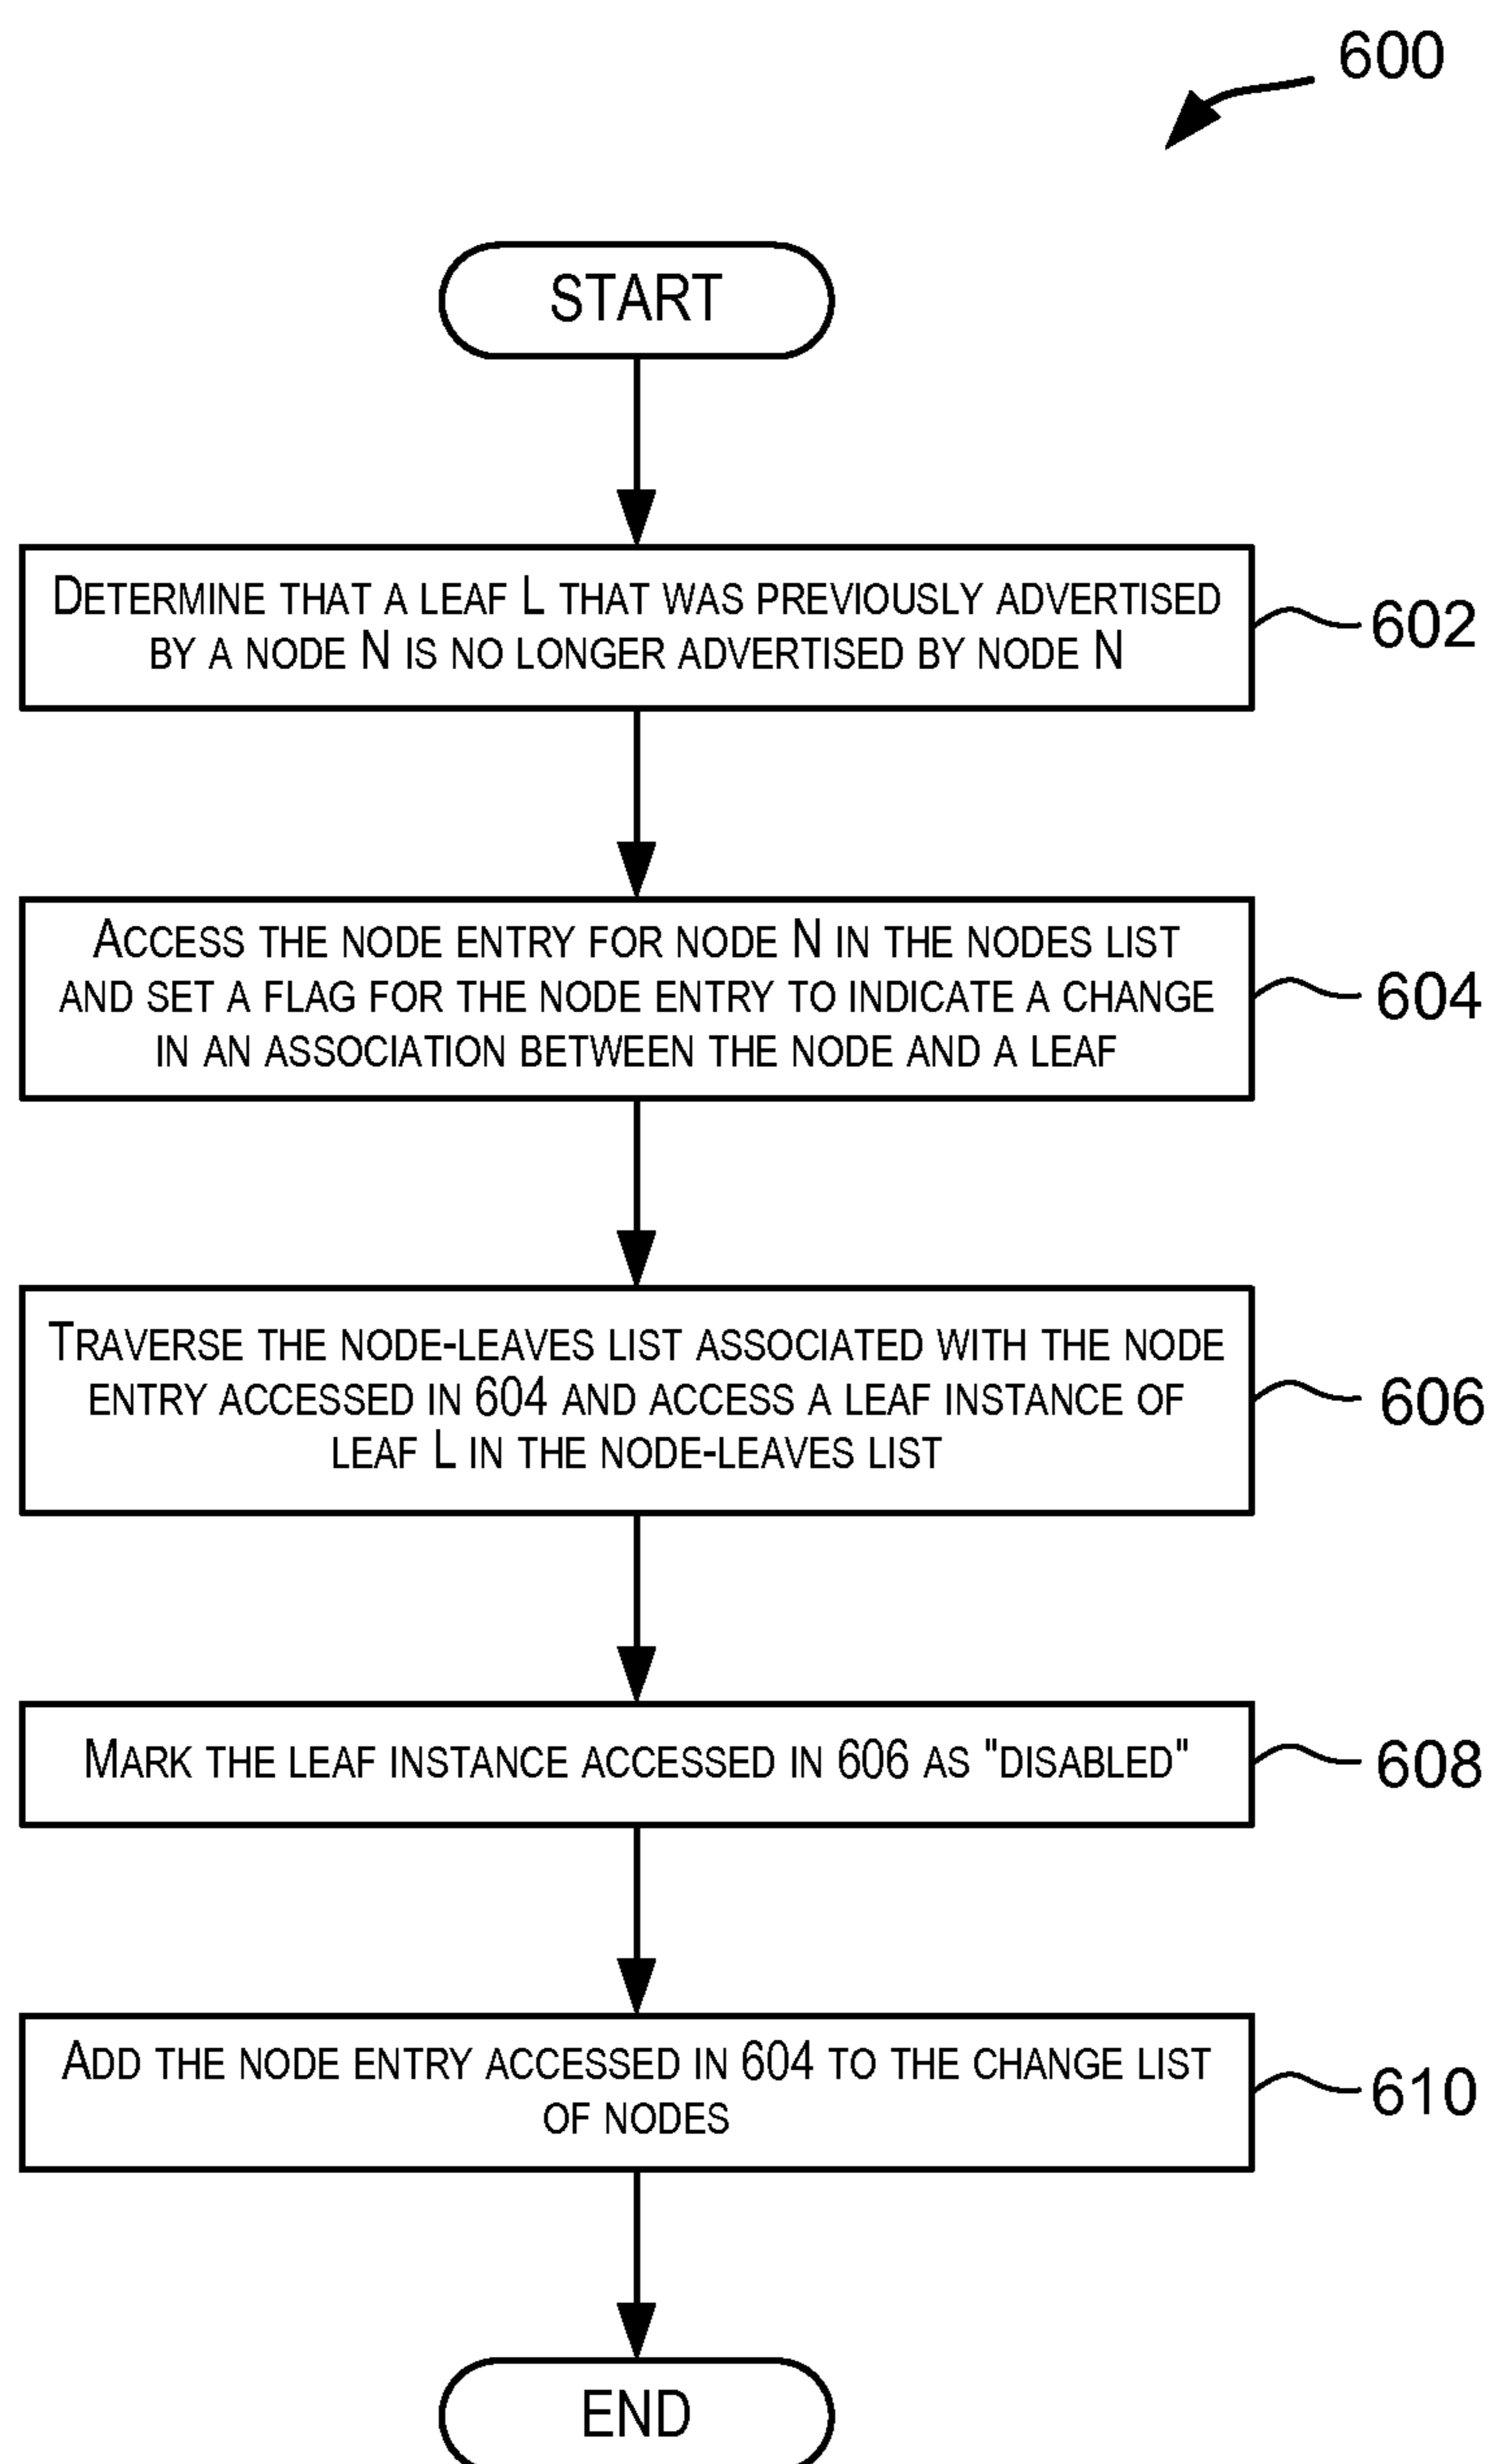 600
START
DETERMINE THAT A LEAF L THAT WAS PREVIOUSLY ADVERTISED
BY A NODE N IS NO LONGER ADVERTISED BY NODE N
602
ACCESS THE NODE ENTRY FOR NODE N IN THE NODES LIST
AND SET A FLAG FOR THE NODE ENTRY TO INDICATE A CHANGE
IN AN ASSOCIATION BETWEEN THE NODE AND A LEAF
604
TRAVERSE THE NODE-LEAVES LIST ASSOCIATED WITH THE NODE
ENTRY ACCESSED IN 604 AND ACCESS A LEAF INSTANCE OF
LEAF L IN THE NODE-LEAVES LIST
606
MARK THE LEAF INSTANCE ACCESSED IN 606 AS "DISABLED"
608
ADD THE NODE ENTRY ACCESSED IN 604 TO THE CHANGE LIST
OF NODES
610
END